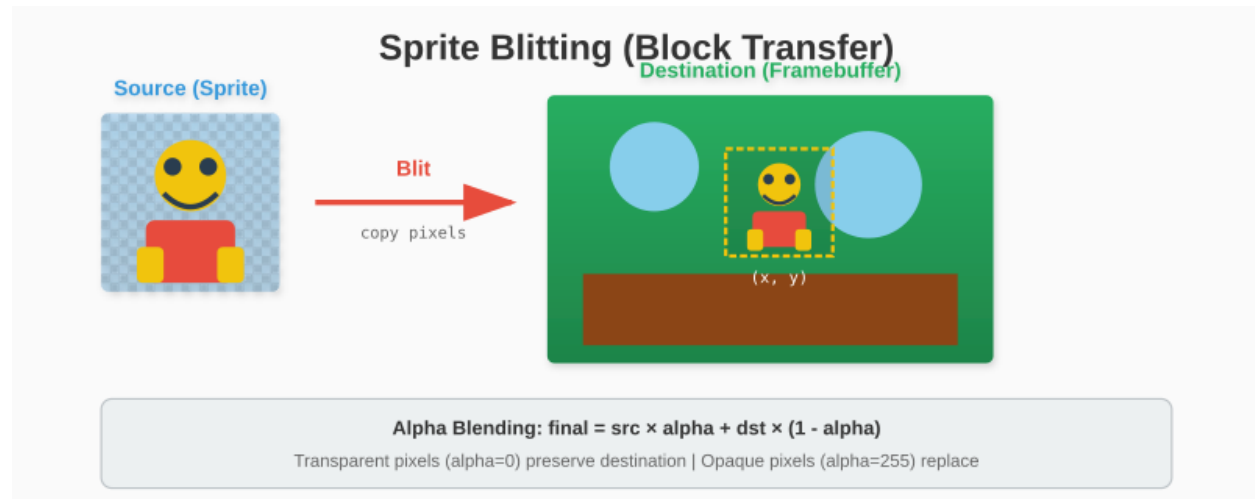 Sprite Blitting (Block Transfer)
Source (Sprite)
Destination (Framebuffer)
Blit
copy pixels
(x, y)
Alpha Blending: final = src × alpha + dst × (1 - alpha)
Transparent pixels (alpha=0) preserve destination | Opaque pixels (alpha=255) replace